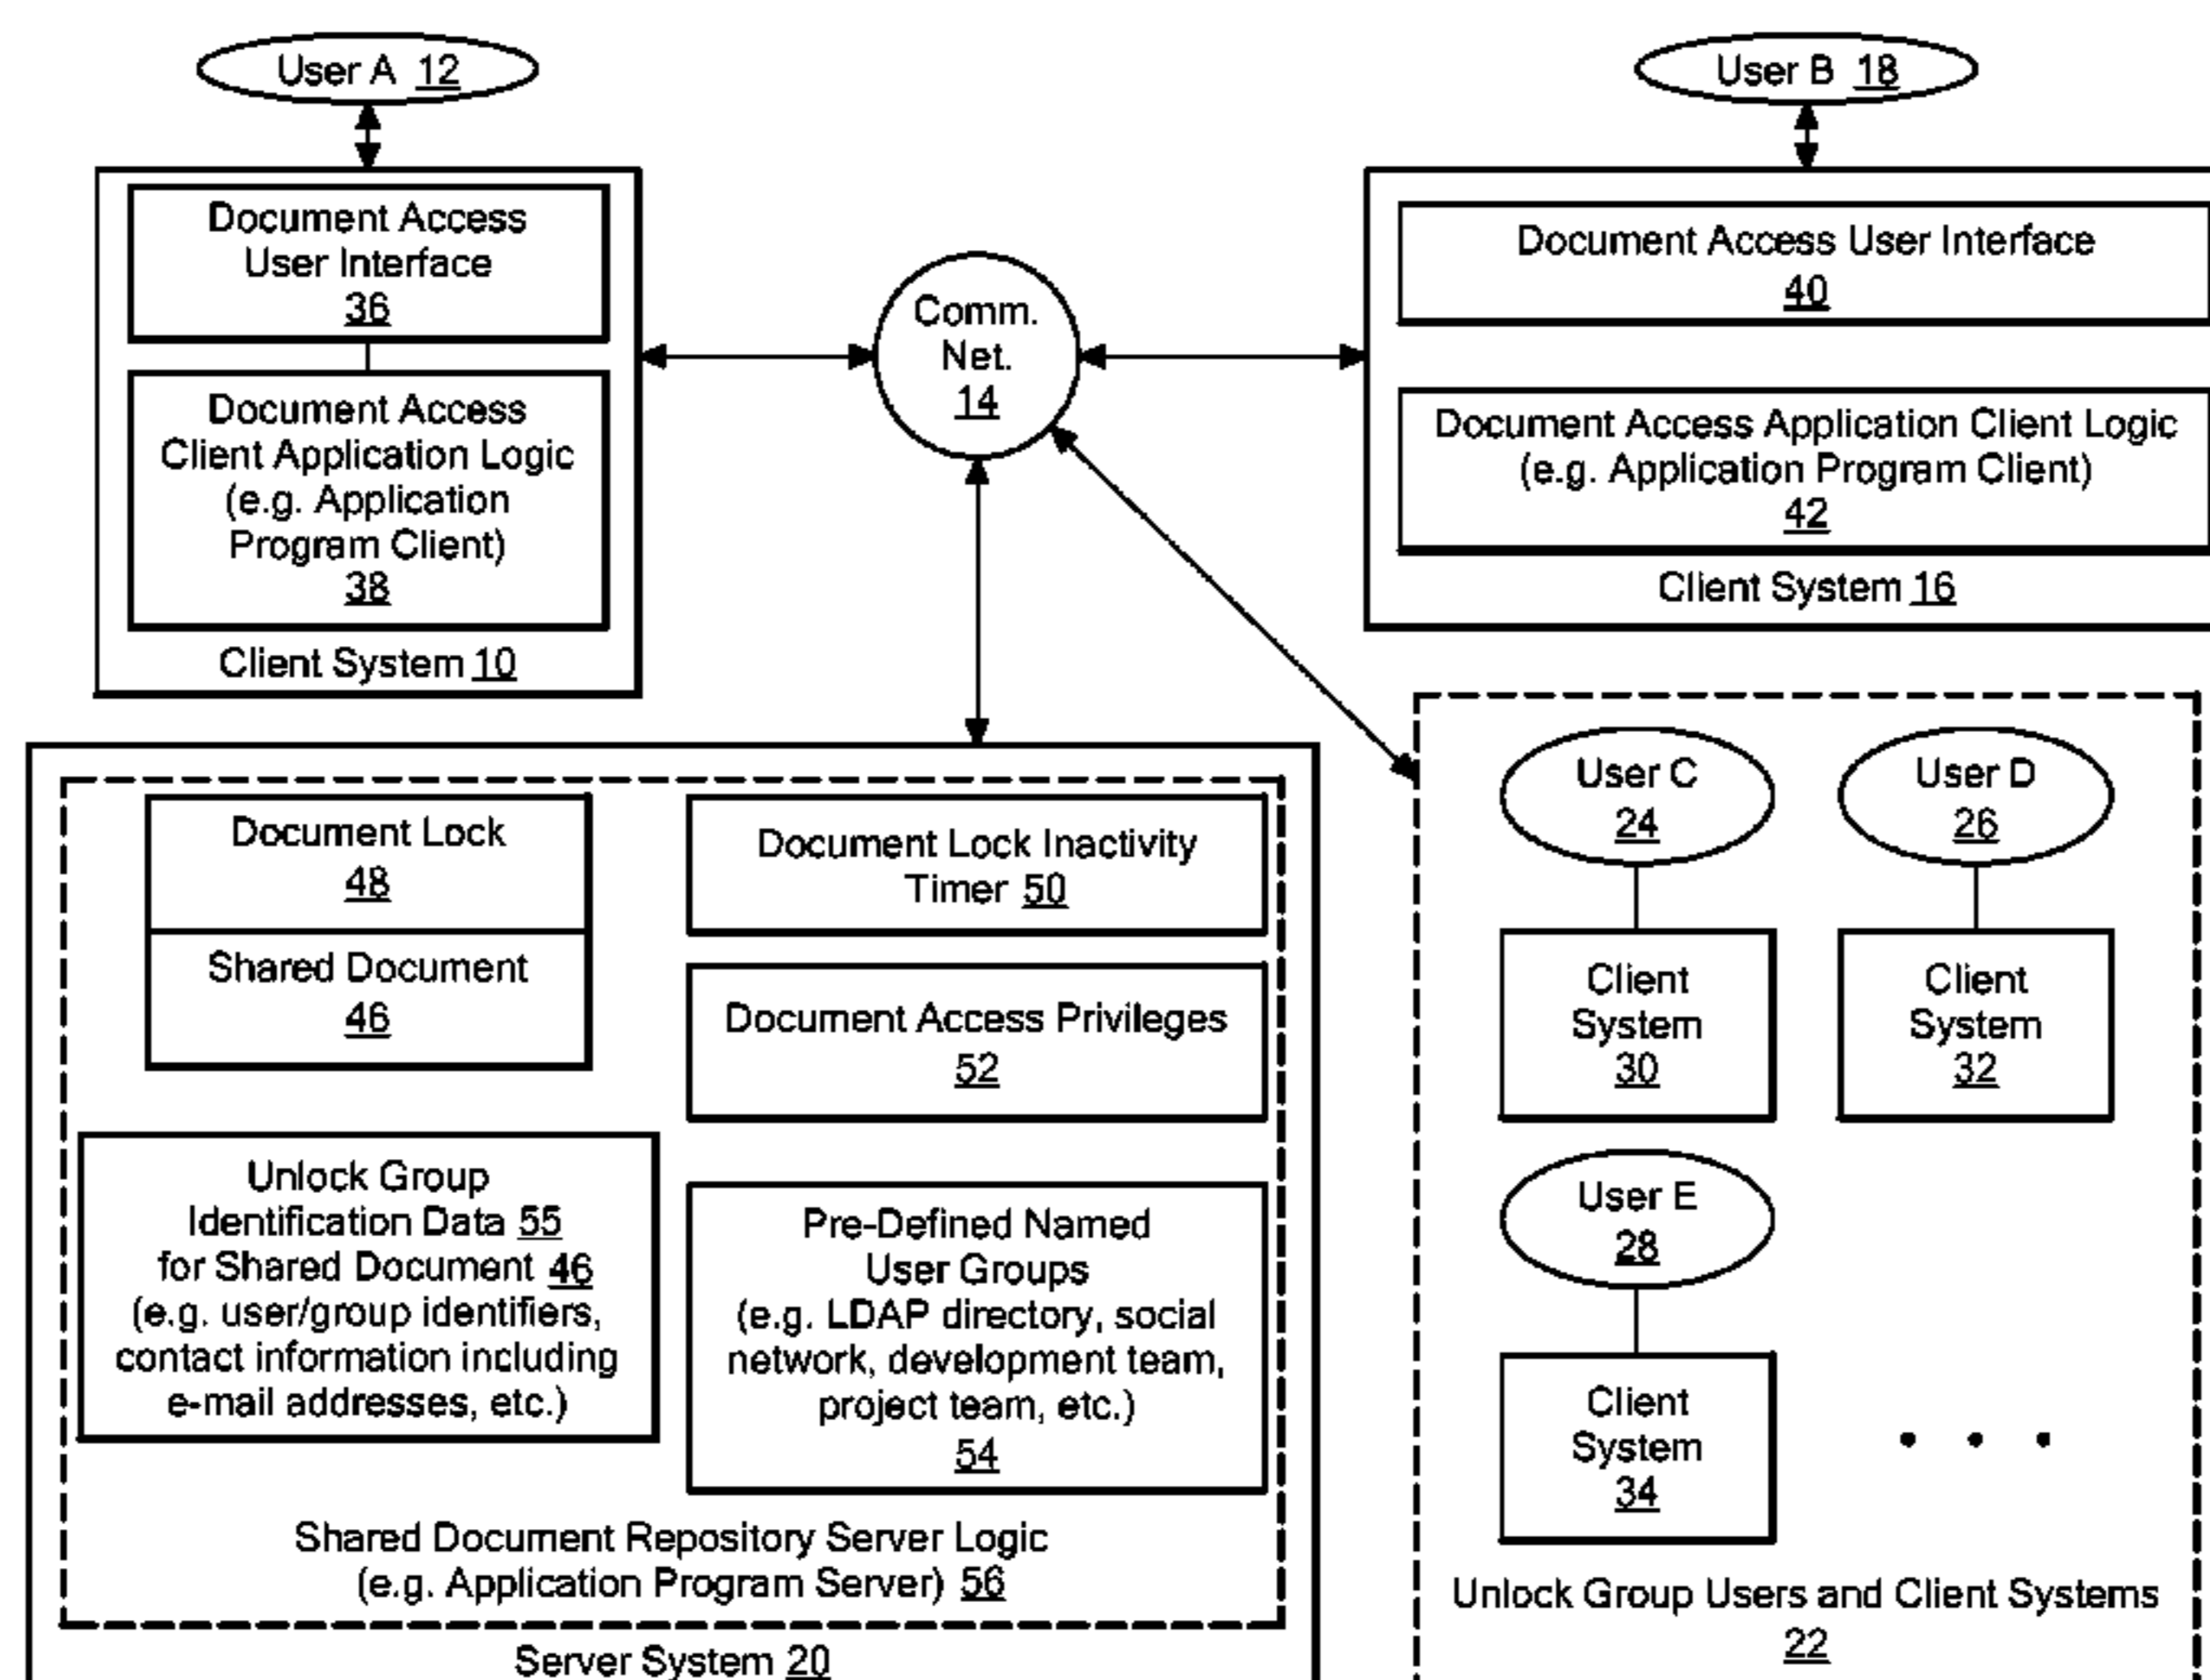 User A 12
Document Access
User Interface
36
Document Access
Client Application Logic
(e.g. Application
Program Client)
38
Client System 10
Comm.
Net.
14
User B 18
Document Access User Interface
40
Document Access Application Client Logic
(e.g. Application Program Client)
42
Client System 16
Document Lock
48
Shared Document
46
Document Lock Inactivity
Timer 50
Document Access Privileges
52
Unlock Group
Identification Data 55
for Shared Document 46
(e.g. user/group identifiers,
contact information including
e-mail addresses, etc.)
Pre-Defined Named
User Groups
(e.g. LDAP directory, social
network, development team,
project team, etc.)
54
Shared Document Repository Server Logic
(e.g. Application Program Server) 56
Server System 20
User C
24
Client
System
30
User D
26
Client
System
32
User E
28
Client
System
34
• • •
Unlock Group Users and Client Systems
22